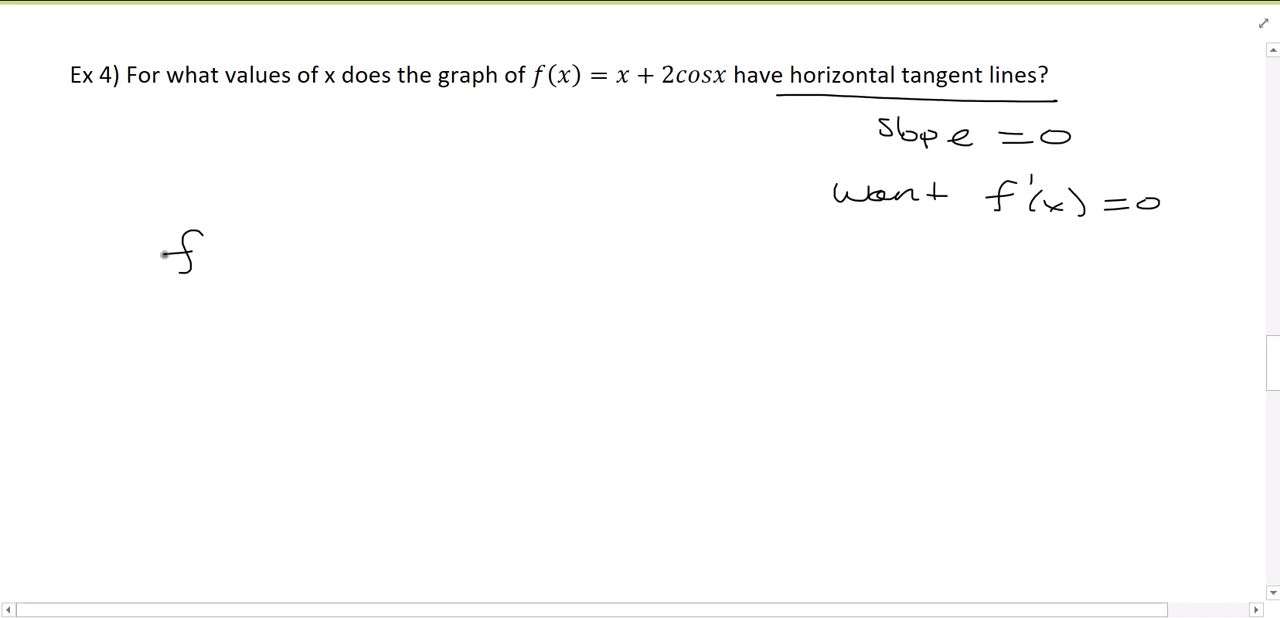 Ex 4) For what values of x does the graph of f(x) = x + 2cosx have horizontal tangent lines?
slope = 0
want f'(x) = 0
f